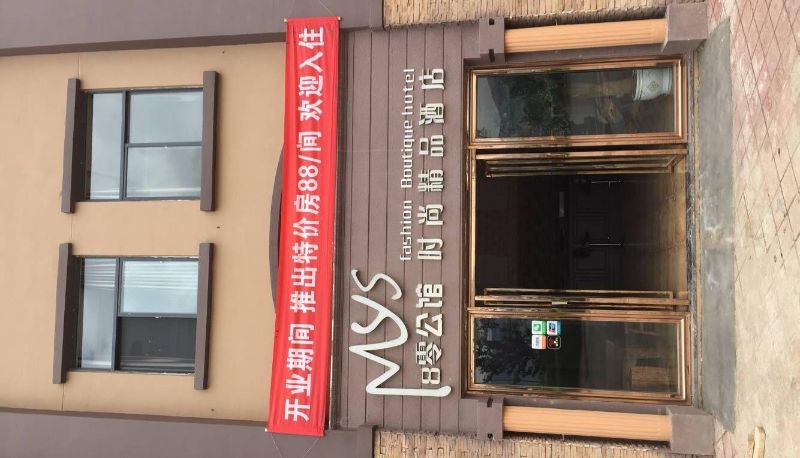 开业期间 推出特价房88/间 欢迎入住
Mys
fashion Boutique hotel
8零公馆 时尚精品酒店